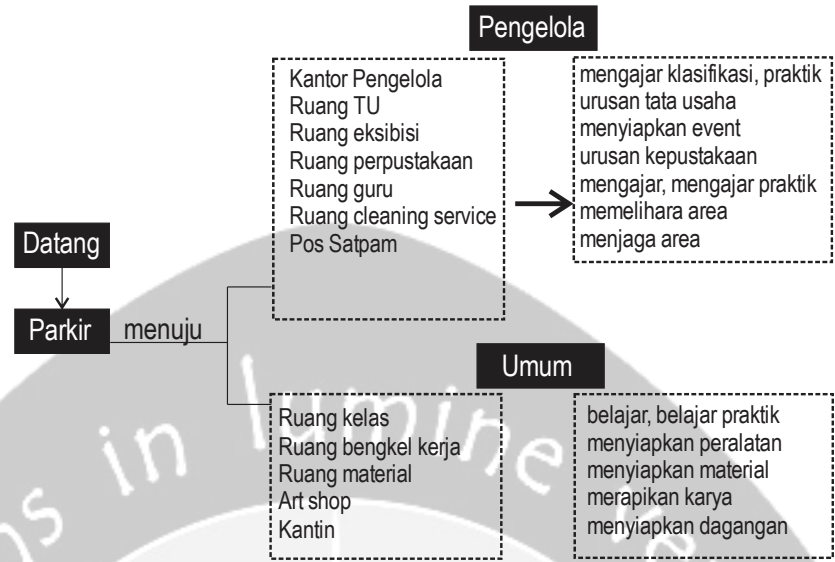 Pengelola
Kantor Pengelola
Ruang TU
Ruang eksibisi
Ruang perpustakaan
Ruang guru
Ruang cleaning service
Pos Satpam
mengajar klasifikasi, praktik
urusan tata usaha
menyiapkan event
urusan kepustakaan
mengajar, mengajar praktik
memelihara area
menjaga area
Datang
Parkir
menuju
Umum
Ruang kelas
Ruang bengkel kerja
Ruang material
Art shop
Kantin
belajar, belajar praktik
menyiapkan peralatan
menyiapkan material
merapikan karya
menyiapkan dagangan
in lumine